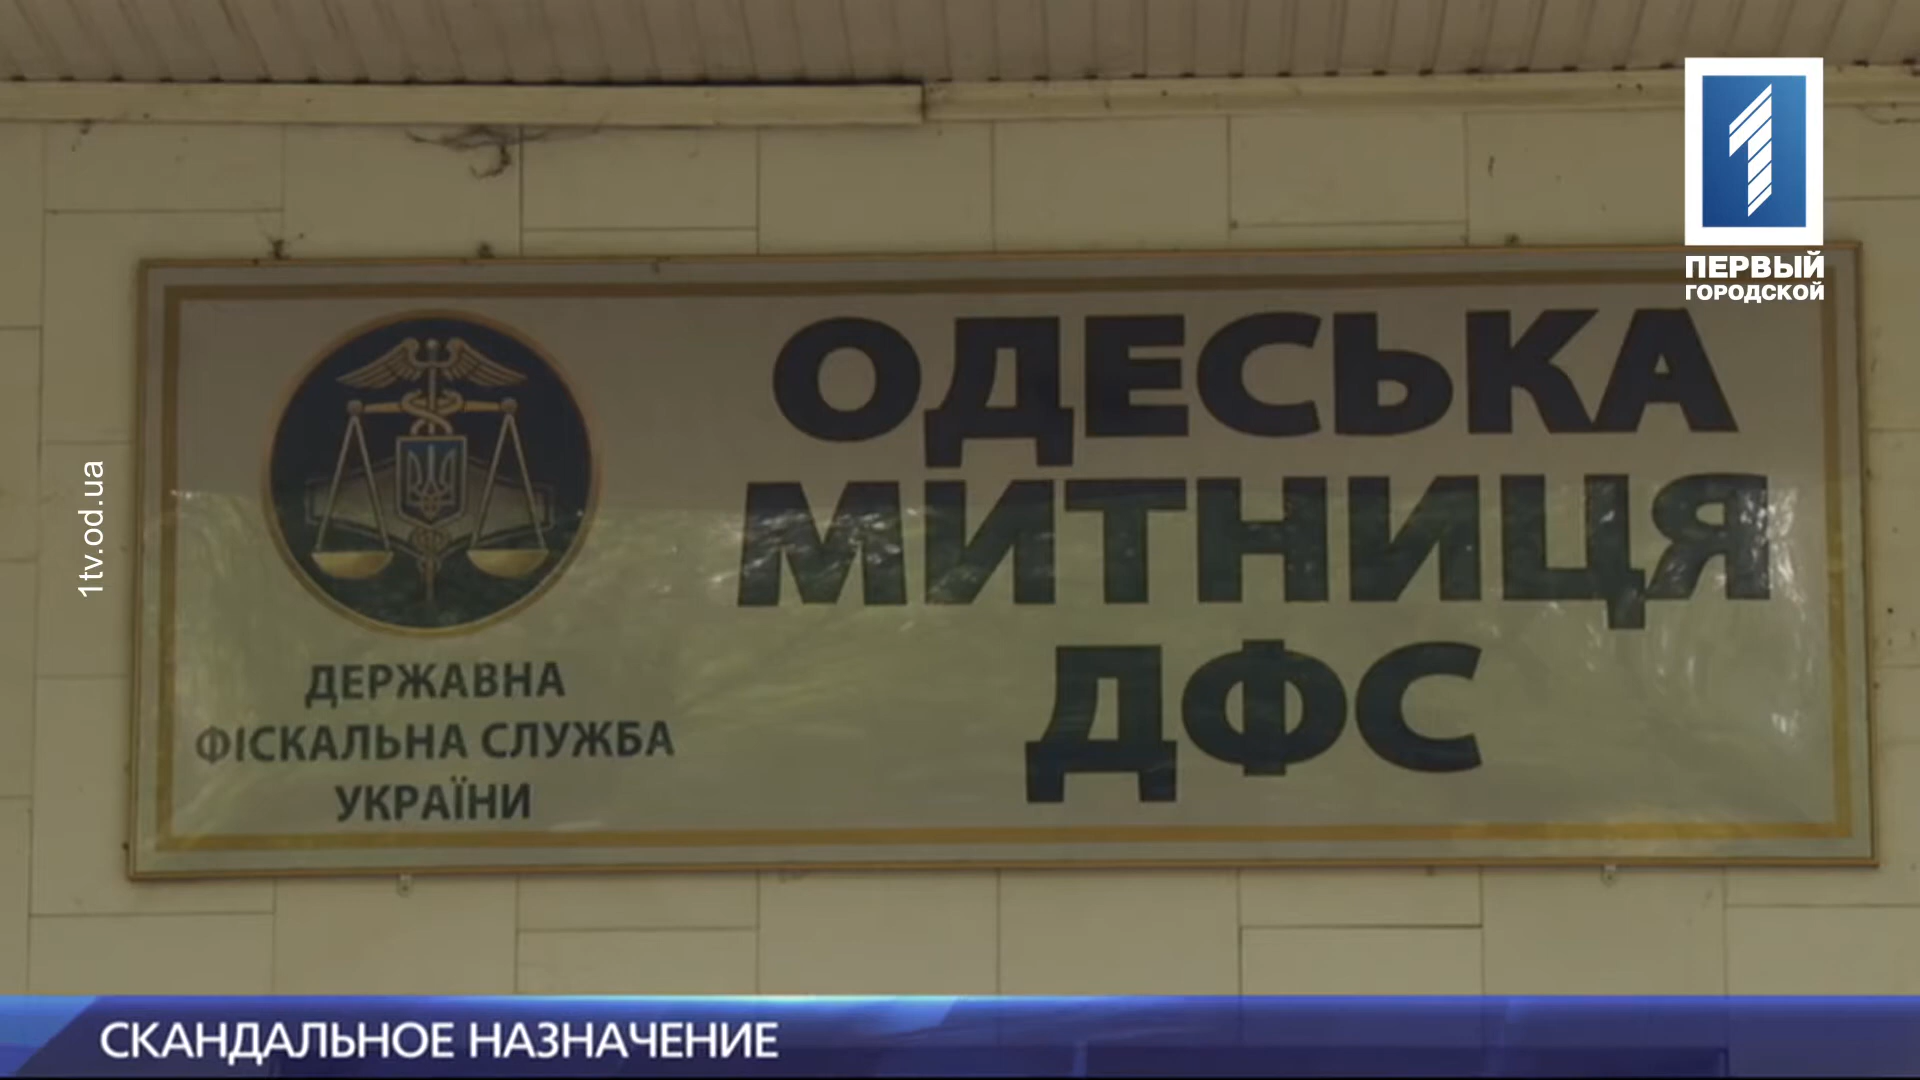 ПЕРВЫЙ
ГОРОДСКОЙ
1tv.od.ua
ДЕРЖАВНА
ФІСКАЛЬНА СЛУЖБА
УКРАЇНИ
ОДЕСЬКА
МИТНИЦЯ
ДФС
СКАНДАЛЬНОЕ НАЗНАЧЕНИЕ